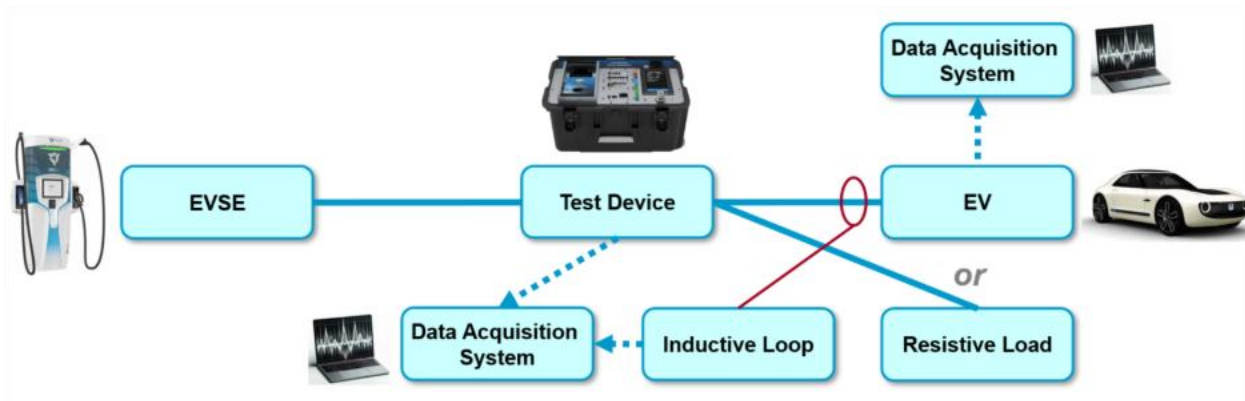 Data Acquisition
System
EVSE
Test Device
EV
or
Data Acquisition
System
Inductive Loop
Resistive Load